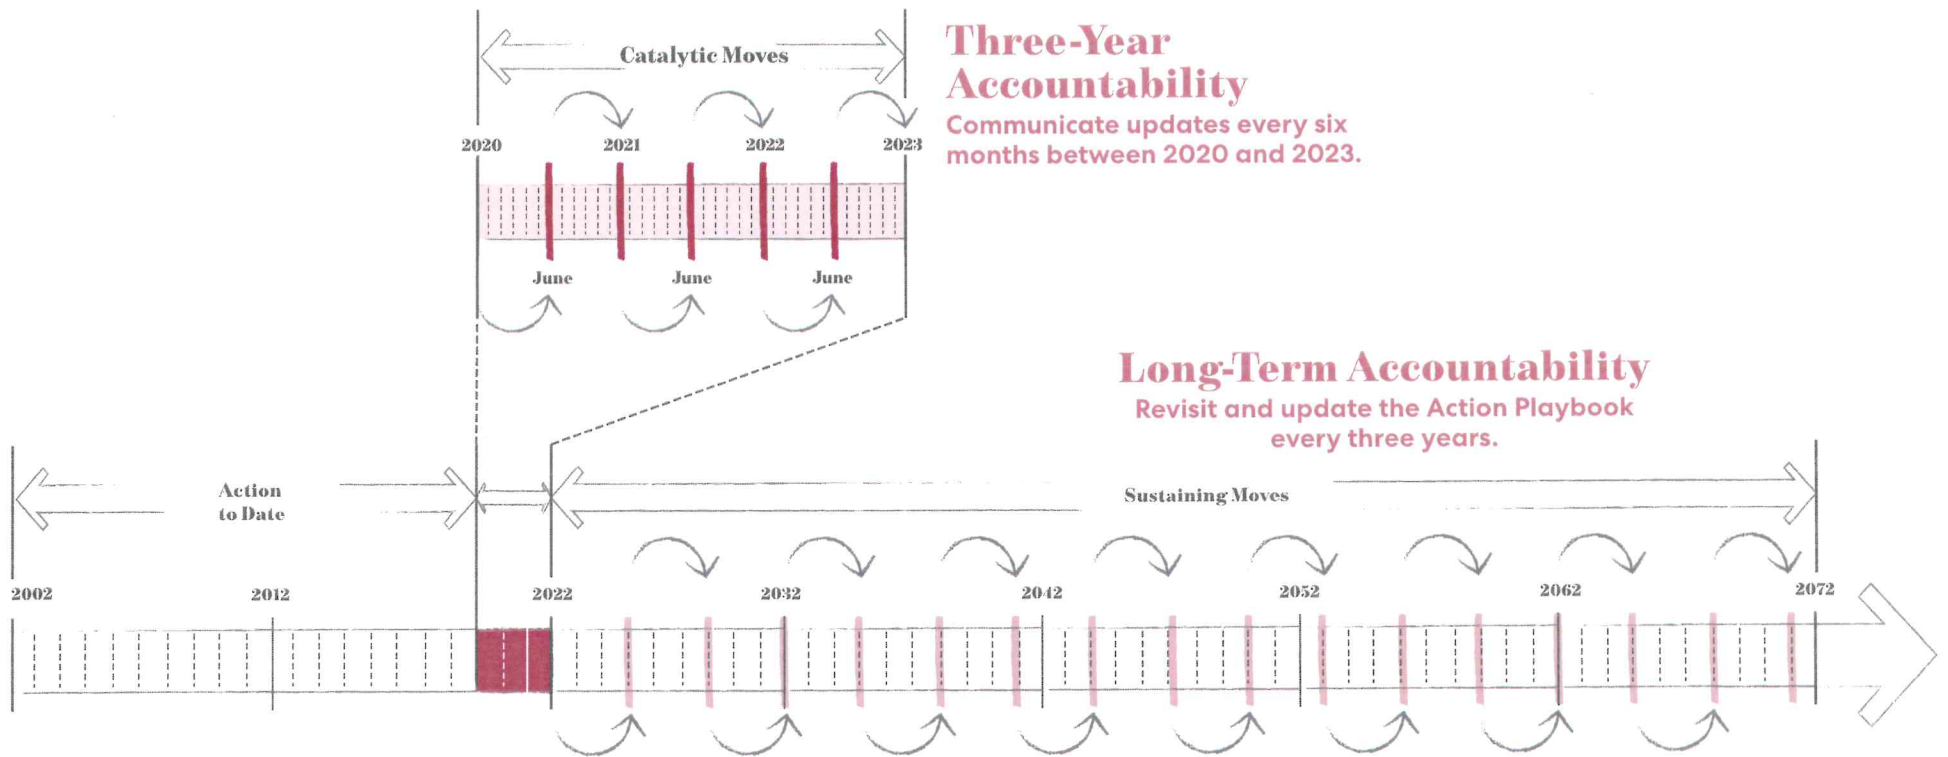 Catalytic Moves
Three-Year
Accountability
Communicate updates every six
months between 2020 and 2023.
2020
2021
2022
2023
June
June
June
Long-Term Accountability
Revisit and update the Action Playbook
every three years.
Action
to Date
Sustaining Moves
2002
2012
2022
2032
2042
2052
2062
2072